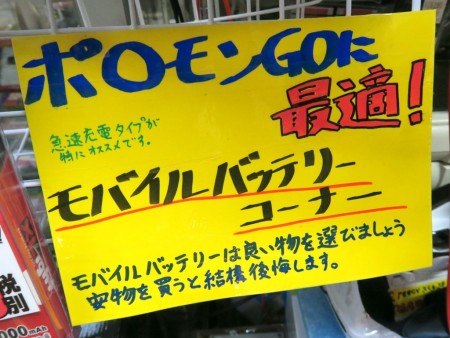 ポロモンGOに
最適!
急速充電タイプが
特にオススメです。
モバイルバッテリー
コーナー
モバイルバッテリーは良い物を選びましょう
安物を買うと結構後悔します。
税
別
000mAh